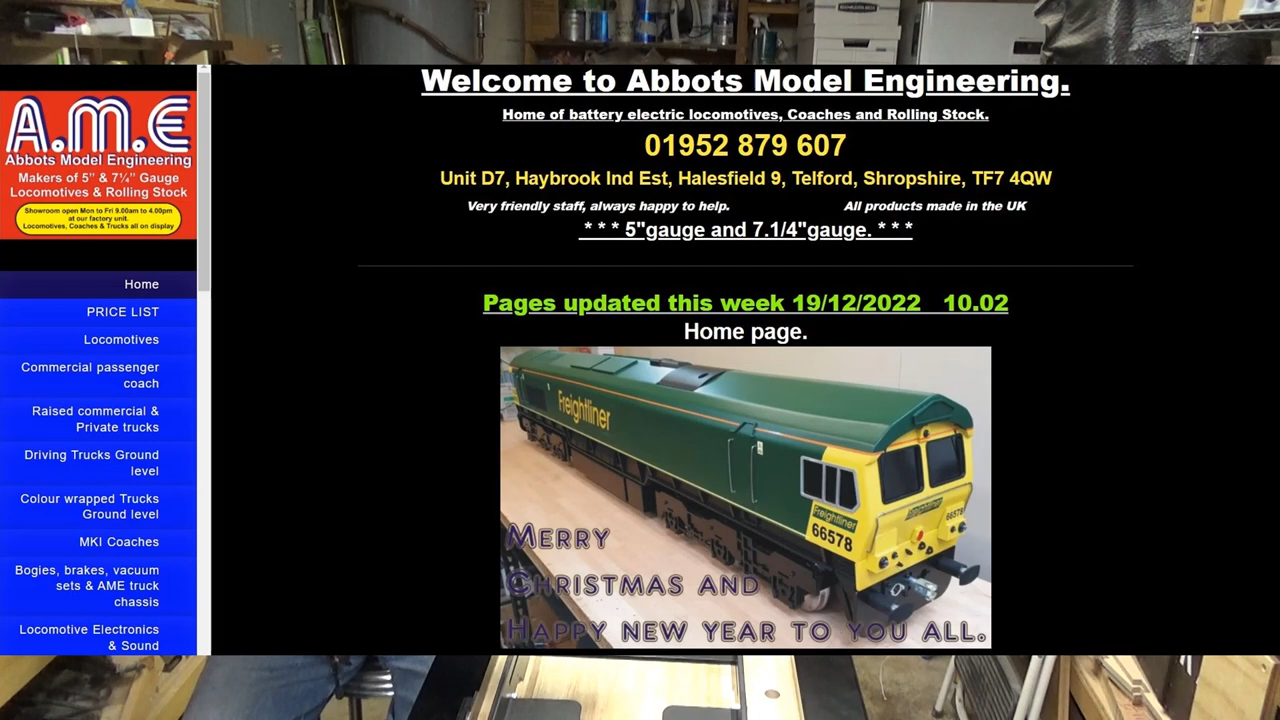 Welcome to Abbots Model Engineering.
Home of battery electric locomotives, Coaches and Rolling Stock.
01952 879 607
Unit D7, Haybrook Ind Est, Halesfield 9, Telford, Shropshire, TF7 4QW
Very friendly staff, always happy to help. All products made in the UK
* * * 5"gauge and 7.1/4"gauge. * * *
Pages updated this week 19/12/2022 10.02
Home page.
Freightliner
Freightliner
66578
Freightliner
66578
MERRY
CHRISTMAS AND
HAPPY NEW YEAR TO YOU ALL.
A.M.E
Abbots Model Engineering
Makers of 5" & 7¼" Gauge
Locomotives & Rolling Stock
Showroom open Mon to Fri 9.00am to 4.00pm
at our factory unit.
Locomotives, Coaches & Trucks all on display
Home
PRICE LIST
Locomotives
Commercial passenger
coach
Raised commercial &
Private trucks
Driving Trucks Ground
level
Colour wrapped Trucks
Ground level
MKI Coaches
Bogies, brakes, vacuum
sets & AME truck
chassis
Locomotive Electronics
& Sound